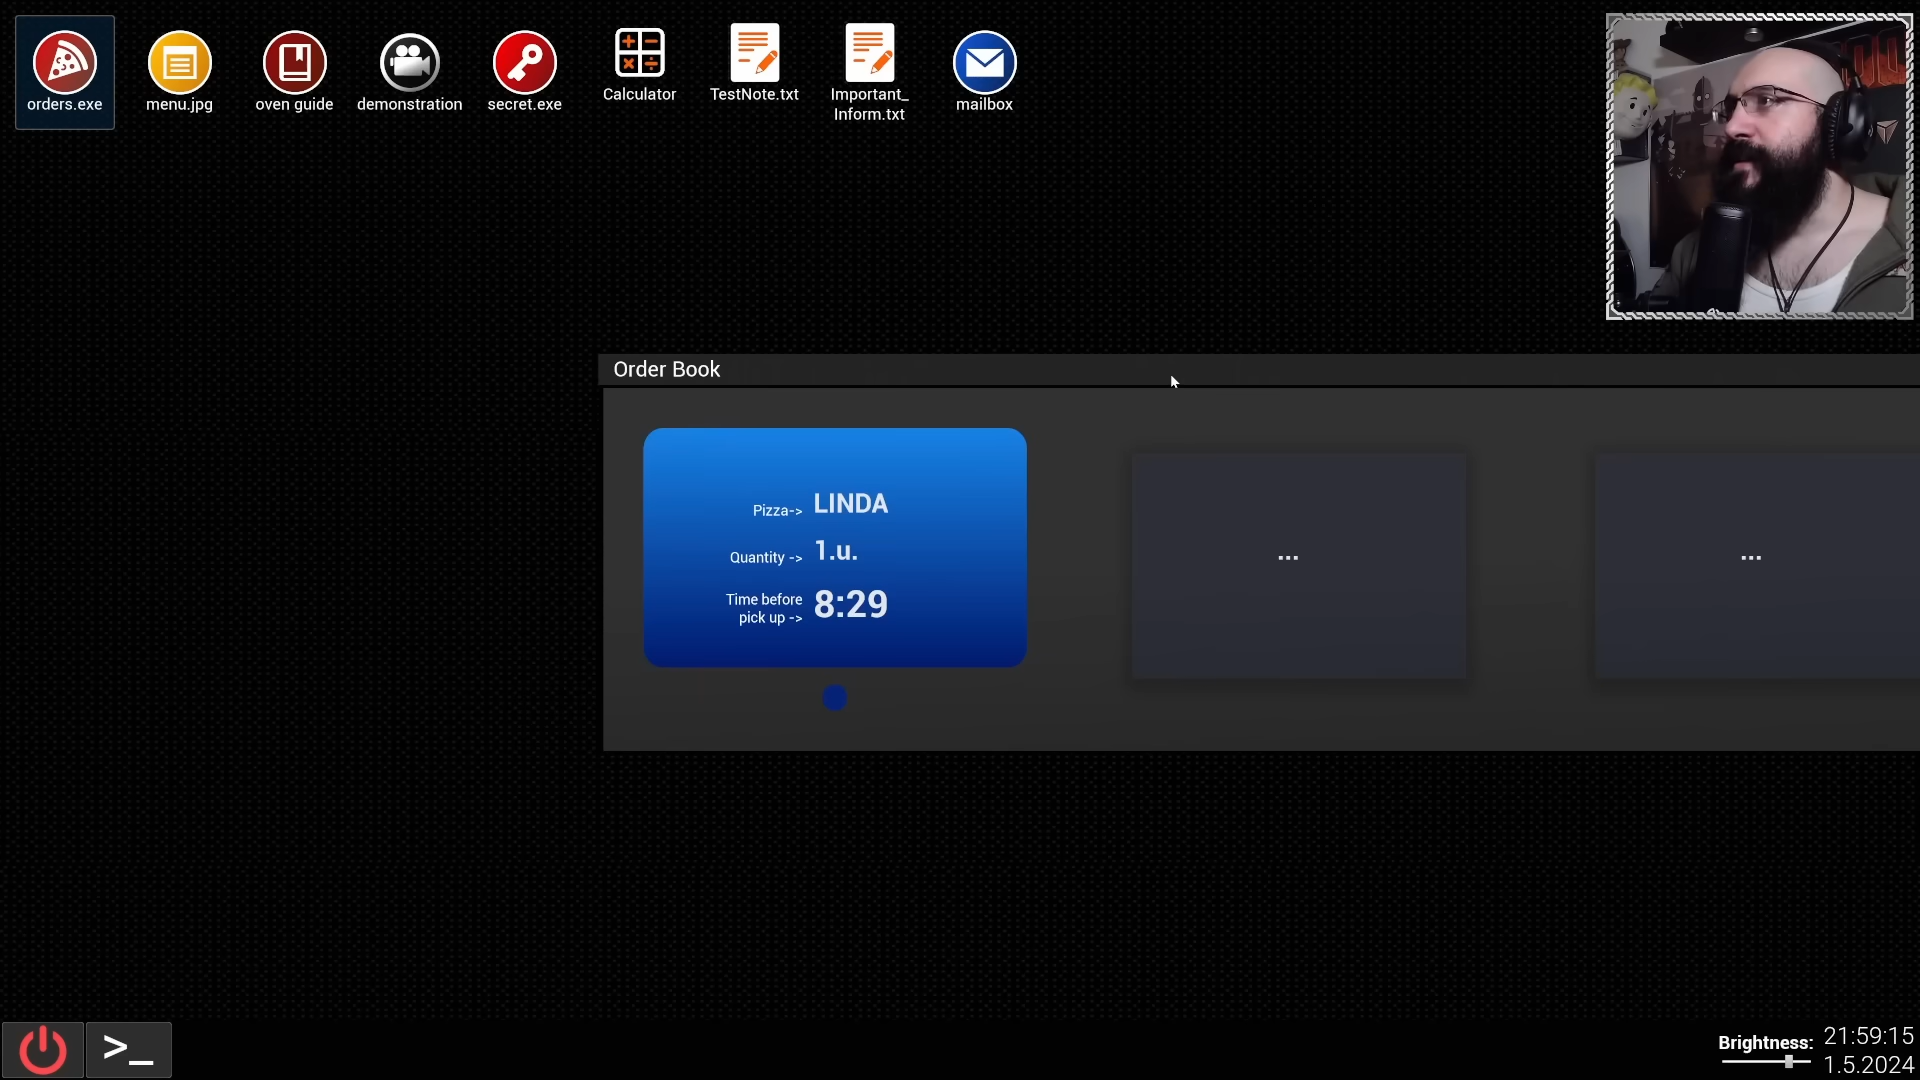 orders.exe
menu.jpg
oven guide
demonstration
secret.exe
Calculator
TestNote.txt
Important_
Inform.txt
mailbox
Order Book
Pizza-> LINDA
Quantity -> 1.u.
Time before
pick up -> 8:29
...
...
>_
Brightness:
21:59:15
1.5.2024